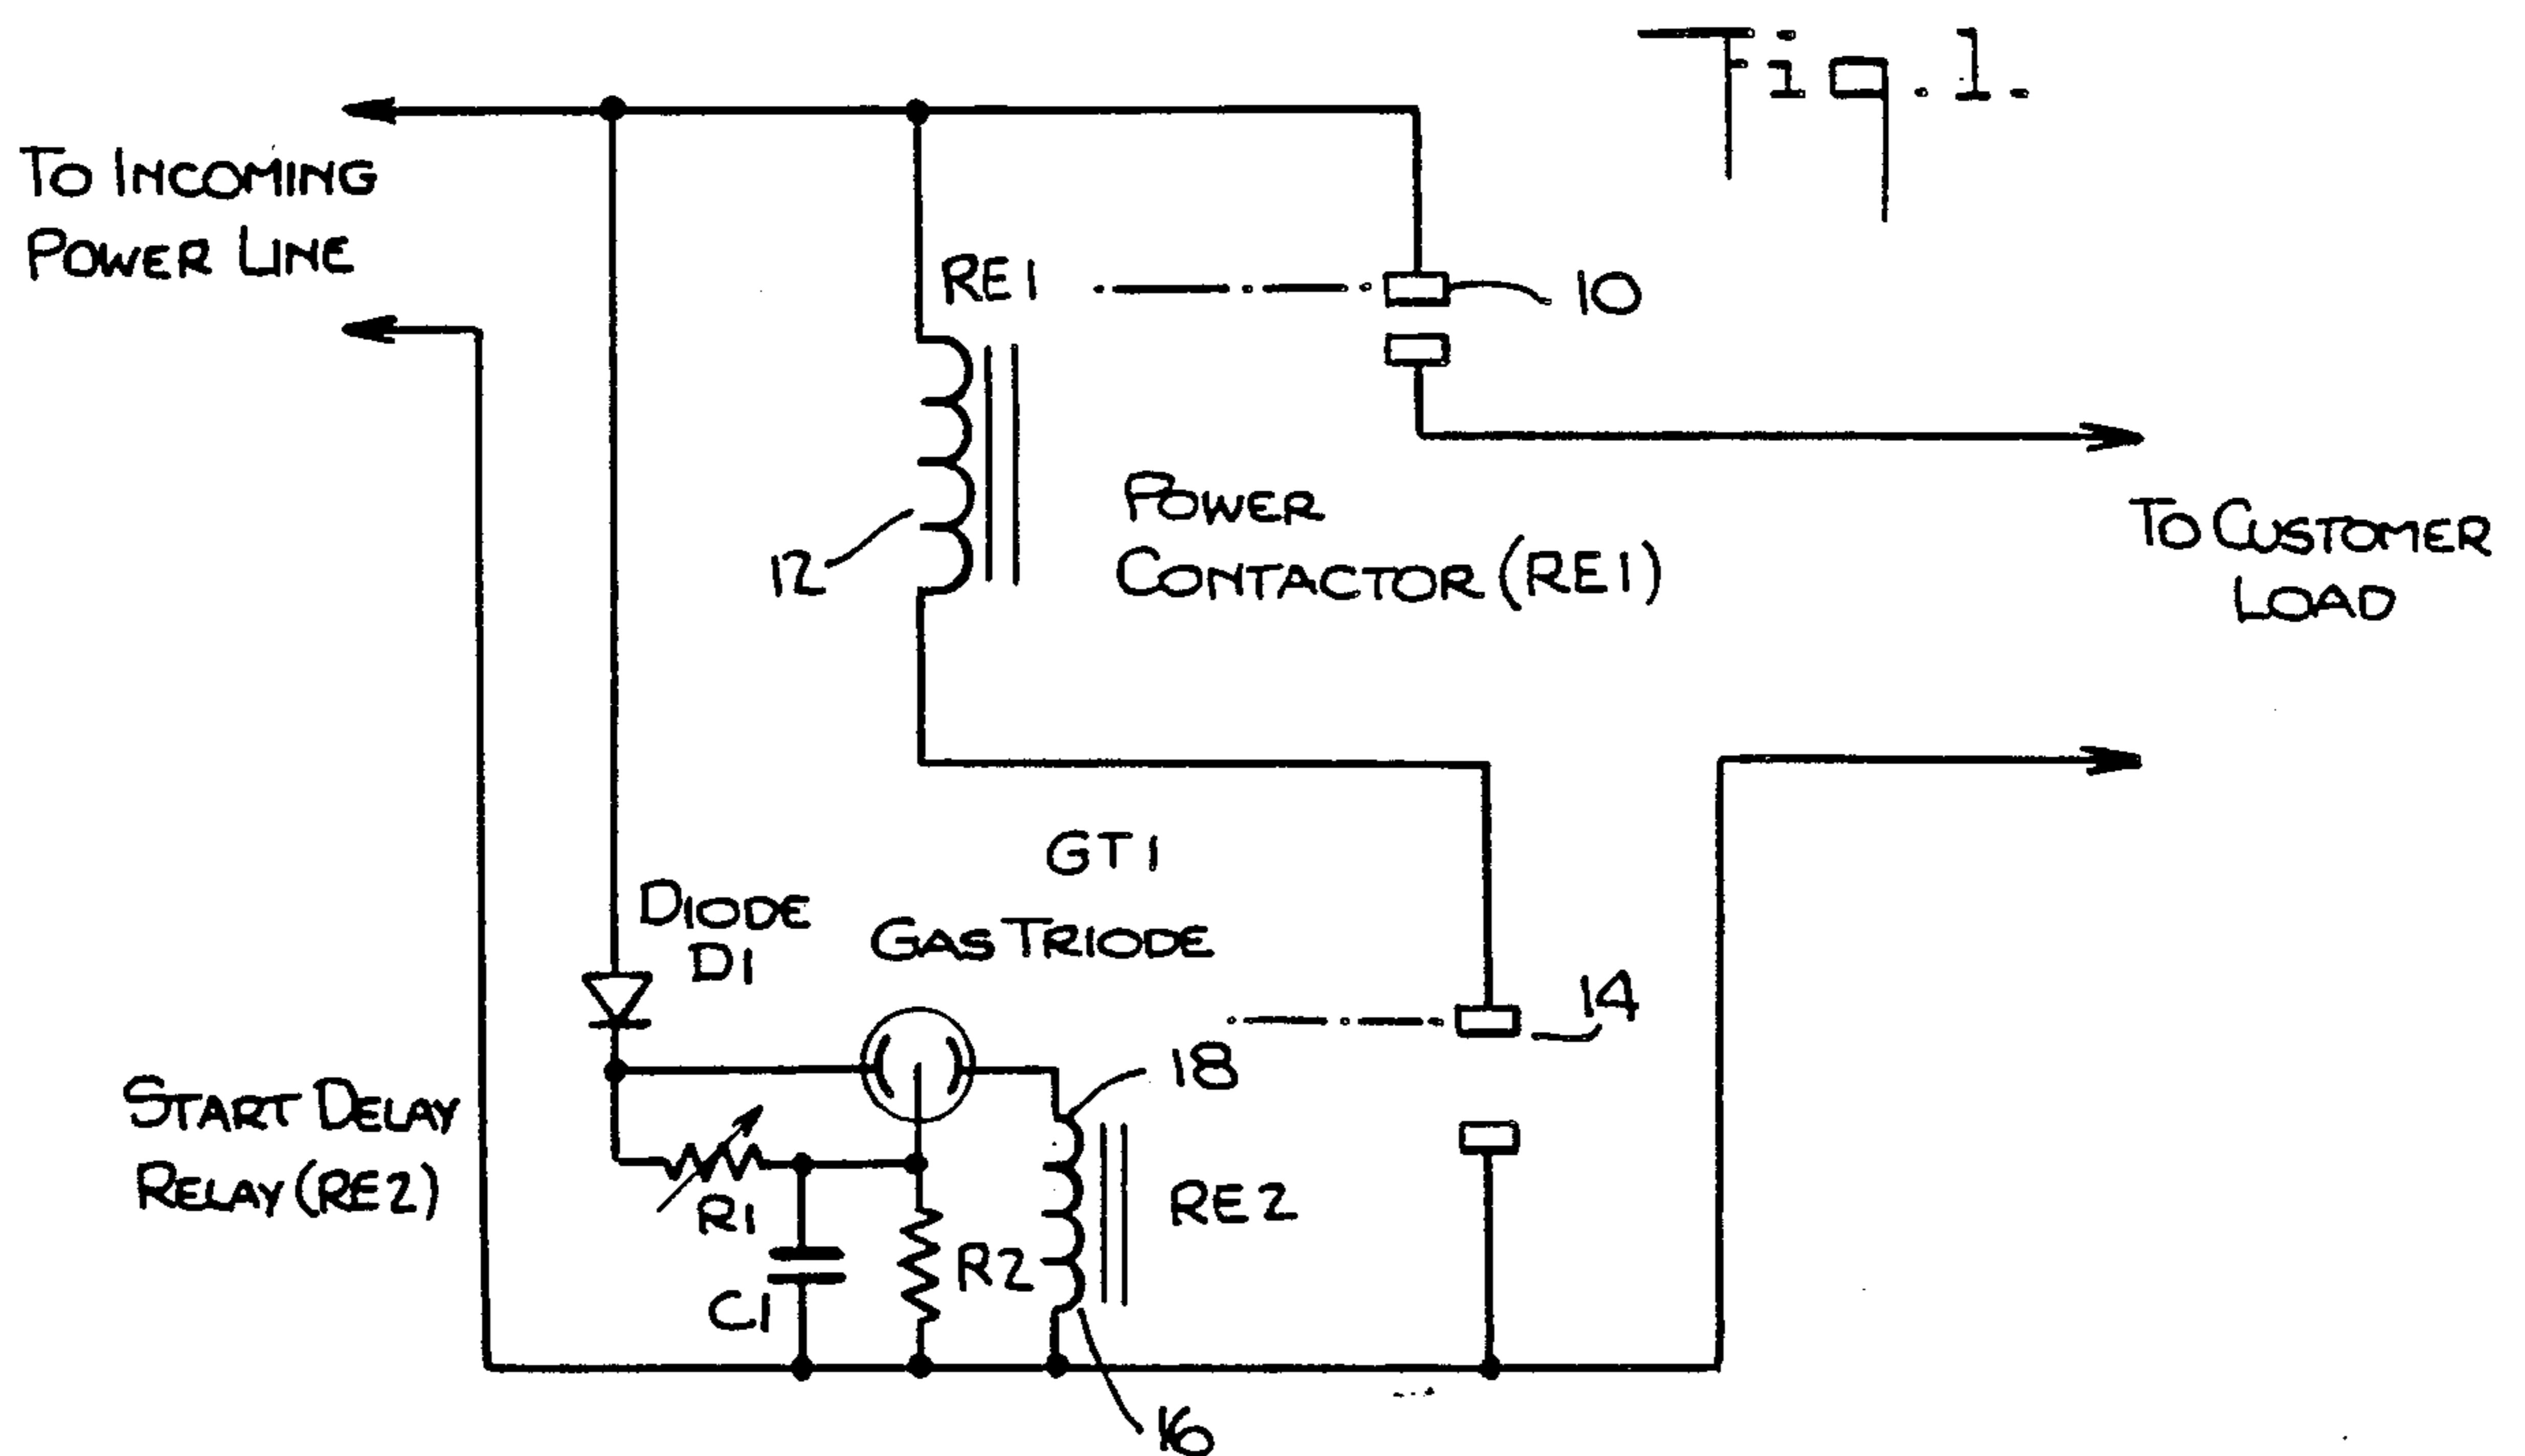 Fig. 1.
TO INCOMING
POWER LINE
RE1
10
12
POWER
CONTACTOR (RE1)
TO CUSTOMER
LOAD
GT1
GAS TRIODE
DIODE
D1
14
18
START DELAY
RELAY (RE2)
R1
C1
R2
RE2
16